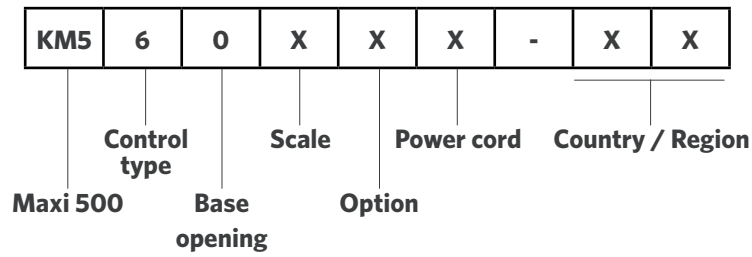 KM5 6 0 X X X - X X
Control type Scale Power cord Country / Region
Maxi 500 Base opening Option